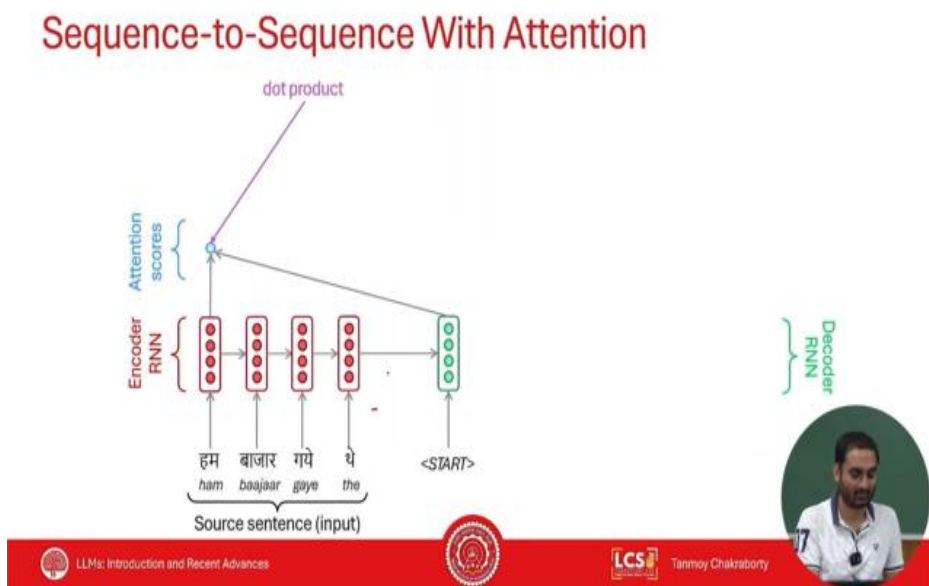 Sequence-to-Sequence With Attention
dot product
Attention
scores
Encoder
RNN
Decoder
RNN
हम बाजार गये थे
ham baajaar gaye the
<START>
Source sentence (input)
LLMs: Introduction and Recent Advances
LCS
Tanmoy Chakraborty
17